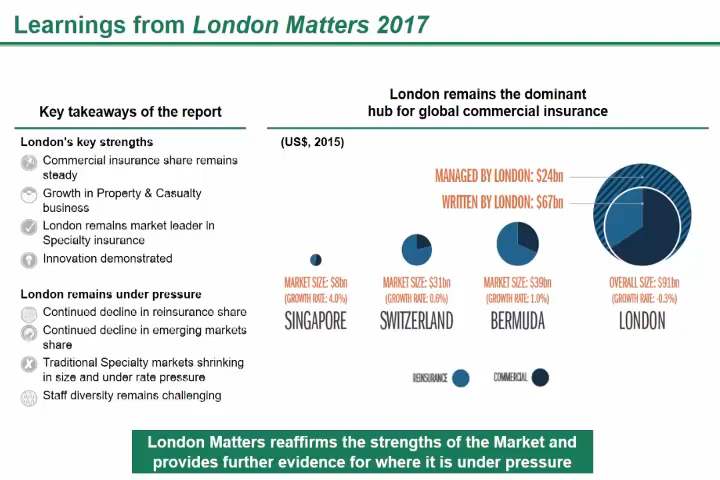 Learnings from London Matters 2017
Key takeaways of the report
London's key strengths
Commercial insurance share remains
steady
Growth in Property & Casualty
business
London remains market leader in
Specialty insurance
Innovation demonstrated
London remains under pressure
Continued decline in reinsurance share
Continued decline in emerging markets
share
Traditional Specialty markets shrinking
in size and under rate pressure
Staff diversity remains challenging
London remains the dominant
hub for global commercial insurance
(US$, 2015)
MANAGED BY LONDON: $24bn
WRITTEN BY LONDON: $67bn
MARKET SIZE: $8bn
(GROWTH RATE: 4.0%)
SINGAPORE
MARKET SIZE: $31bn
(GROWTH RATE: 0.6%)
SWITZERLAND
MARKET SIZE: $39bn
(GROWTH RATE: 1.0%)
BERMUDA
OVERALL SIZE: $91bn
(GROWTH RATE: -0.3%)
LONDON
REINSURANCE
COMMERCIAL
London Matters reaffirms the strengths of the Market and
provides further evidence for where it is under pressure